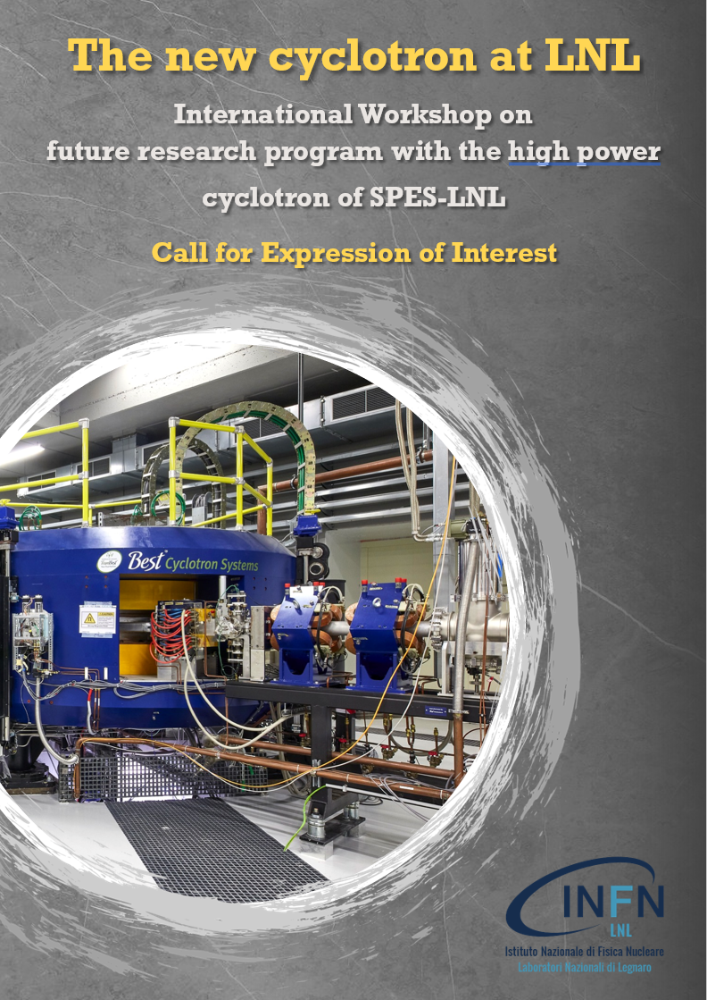 The new cyclotron at LNL
International Workshop on
future research program with the high power
cyclotron of SPES-LNL
Call for Expression of Interest
Best Cyclotron Systems
INFN
LNL
Istituto Nazionale di Fisica Nucleare
Laboratori Nazionali di Legnaro